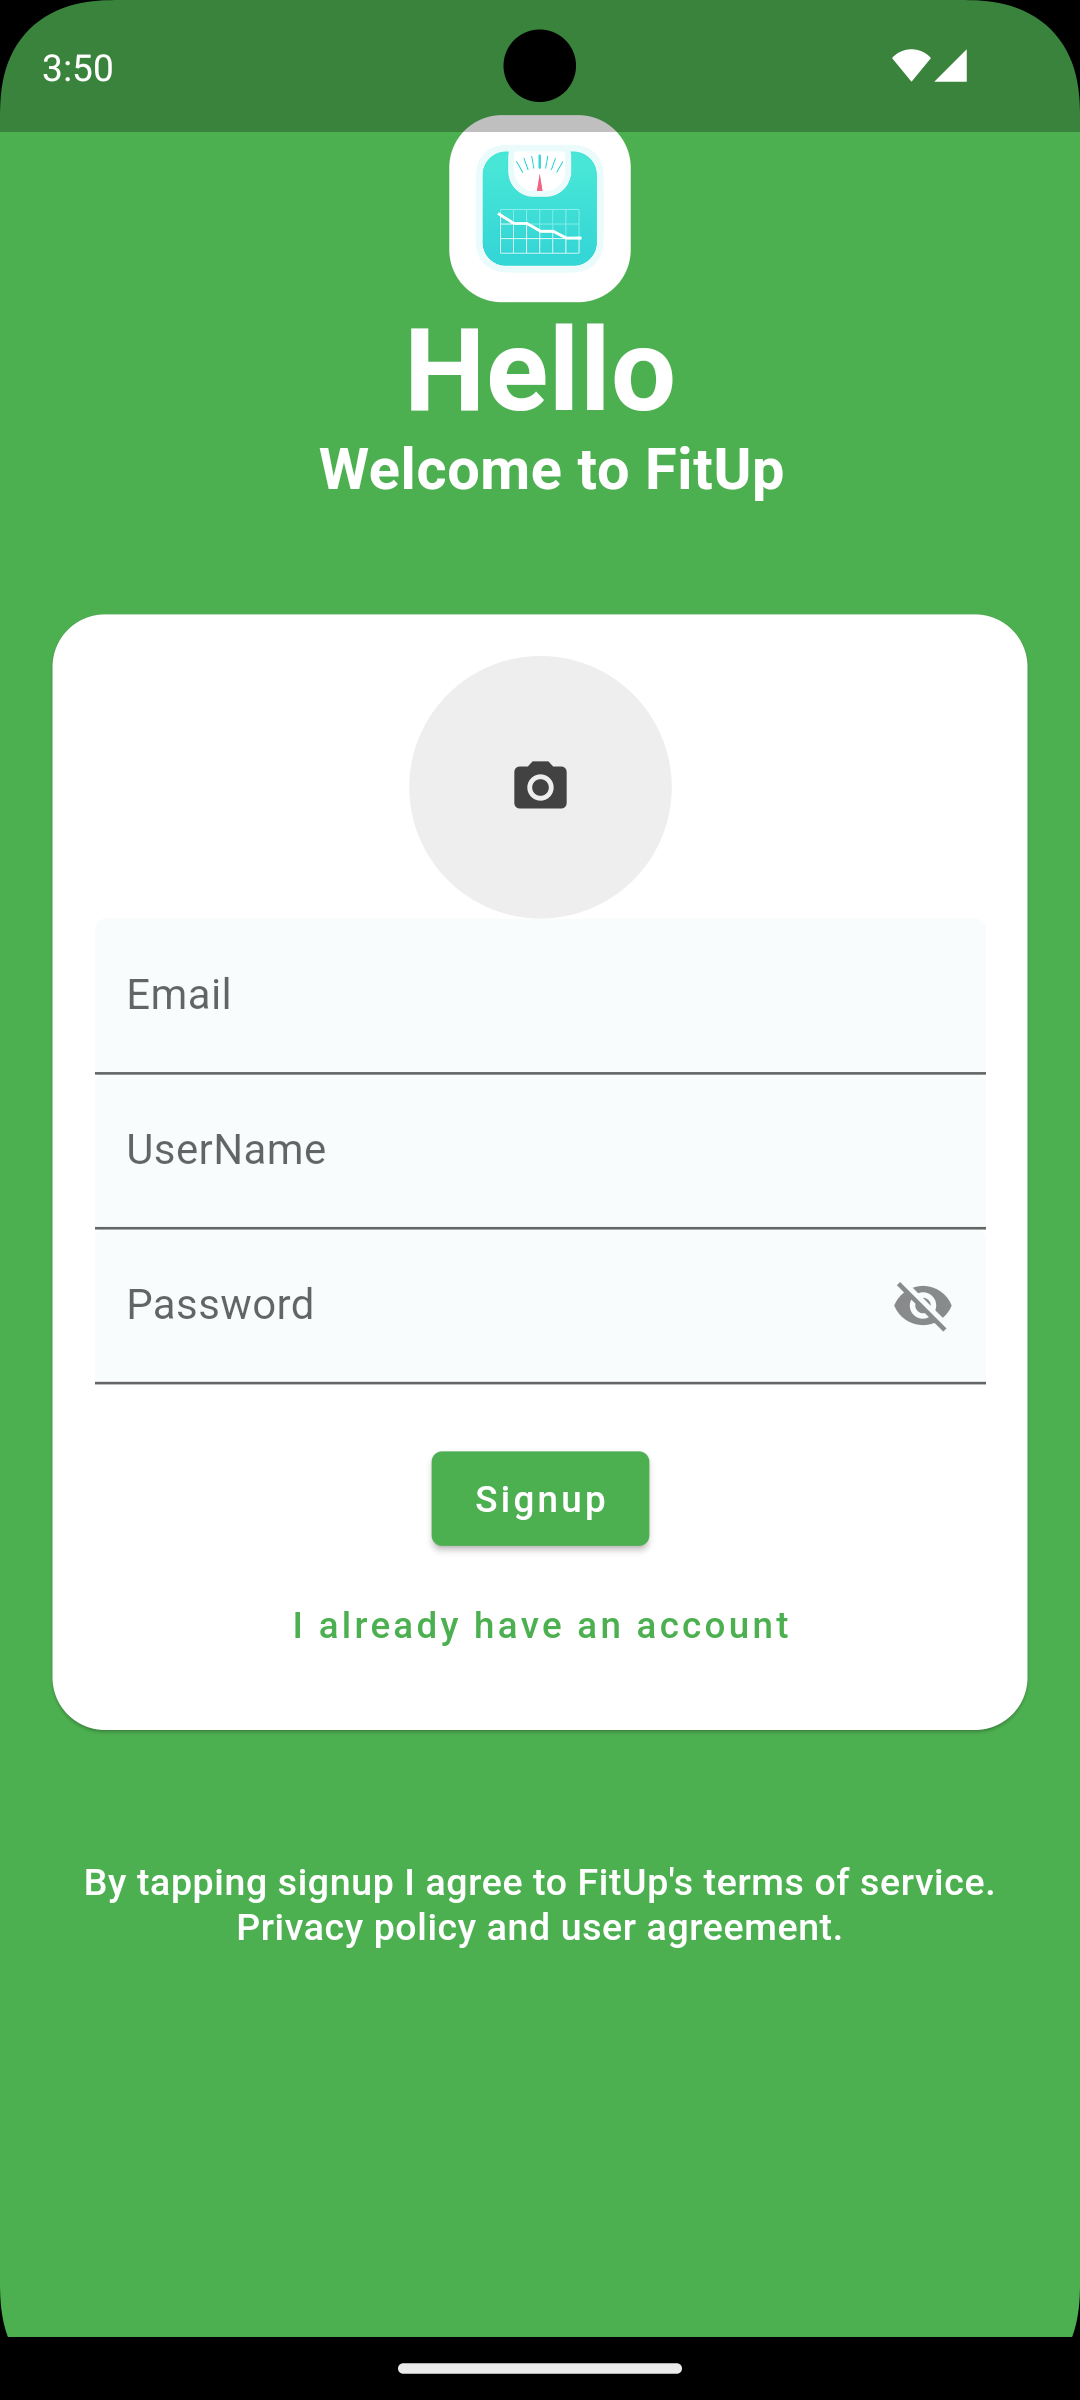 3:50
Hello
Welcome to FitUp
Email
UserName
Password
Signup
I already have an account
By tapping signup I agree to FitUp's terms of service.
Privacy policy and user agreement.